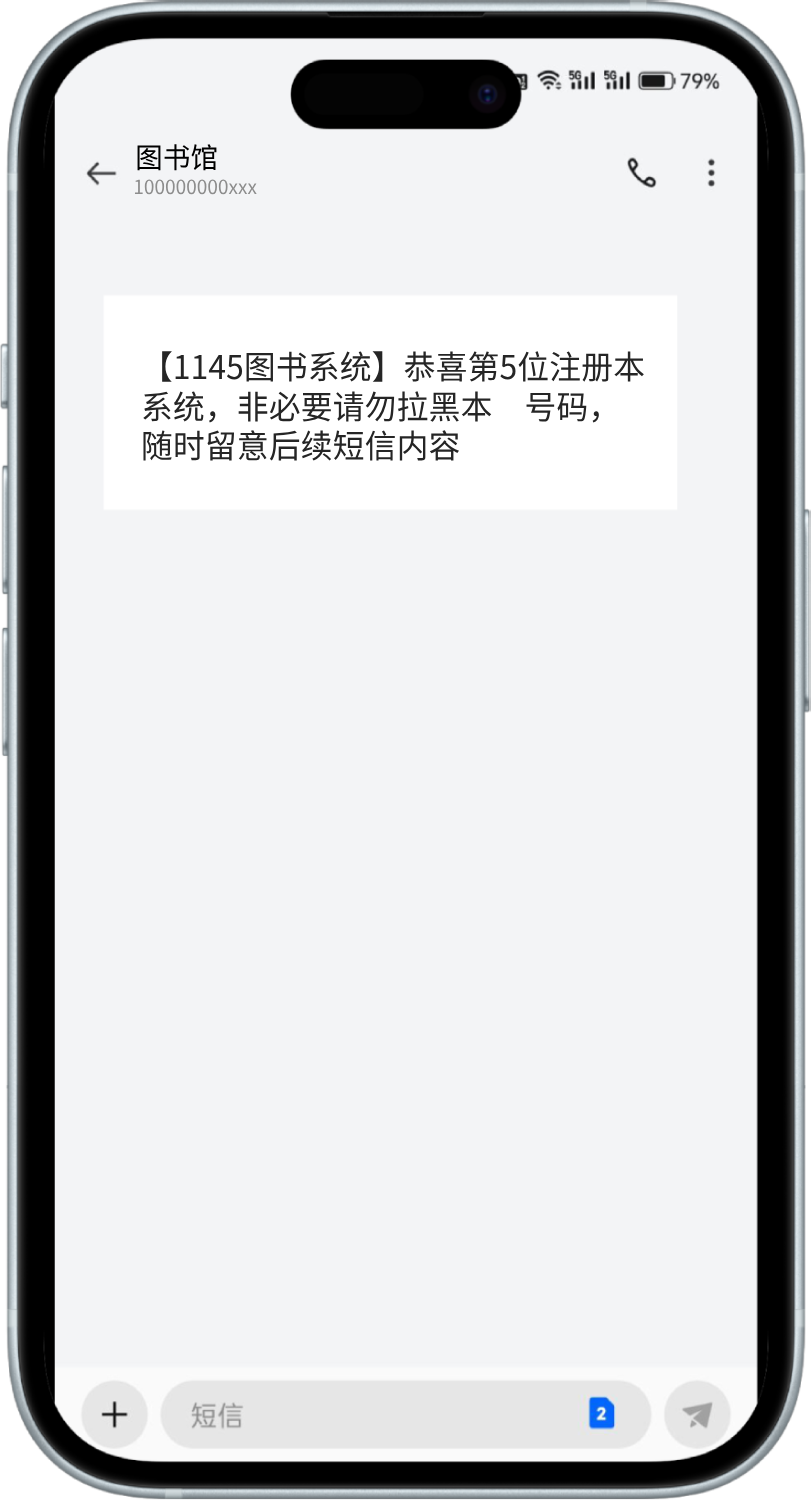 5G 5G 79%
图书馆
100000000xxx
【1145图书系统】恭喜第5位注册本
系统，非必要请勿拉黑本　号码，
随时留意后续短信内容
短信 2